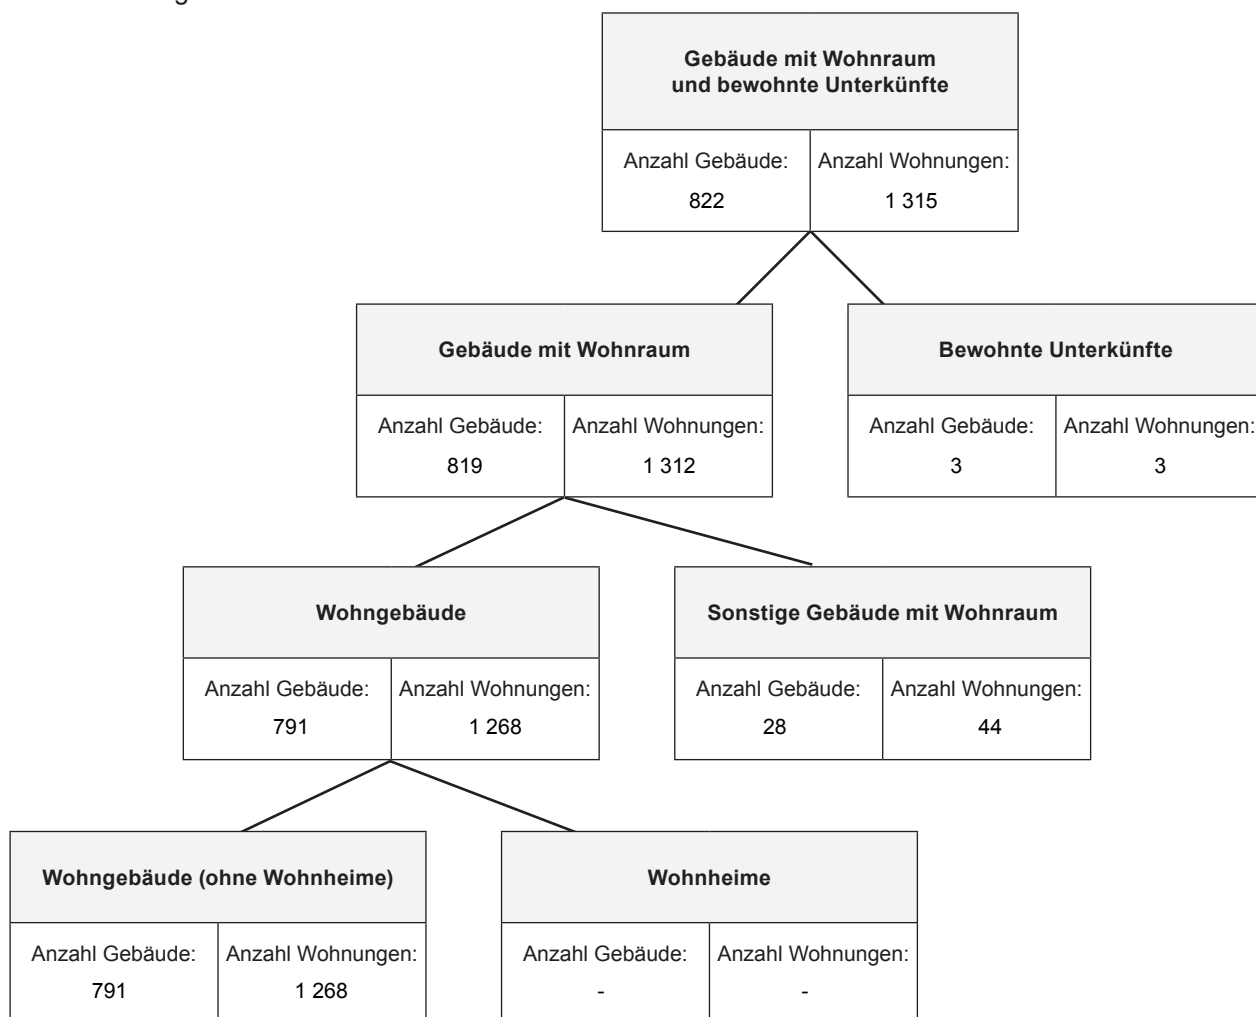 Gebäude mit Wohnraum
und bewohnte Unterkünfte
Anzahl Gebäude: Anzahl Wohnungen:
822 1 315
Gebäude mit Wohnraum
Anzahl Gebäude: Anzahl Wohnungen:
819 1 312
Bewohnte Unterkünfte
Anzahl Gebäude: Anzahl Wohnungen:
3 3
Wohngebäude
Anzahl Gebäude: Anzahl Wohnungen:
791 1 268
Sonstige Gebäude mit Wohnraum
Anzahl Gebäude: Anzahl Wohnungen:
28 44
Wohngebäude (ohne Wohnheime)
Anzahl Gebäude: Anzahl Wohnungen:
791 1 268
Wohnheime
Anzahl Gebäude: Anzahl Wohnungen:
- -